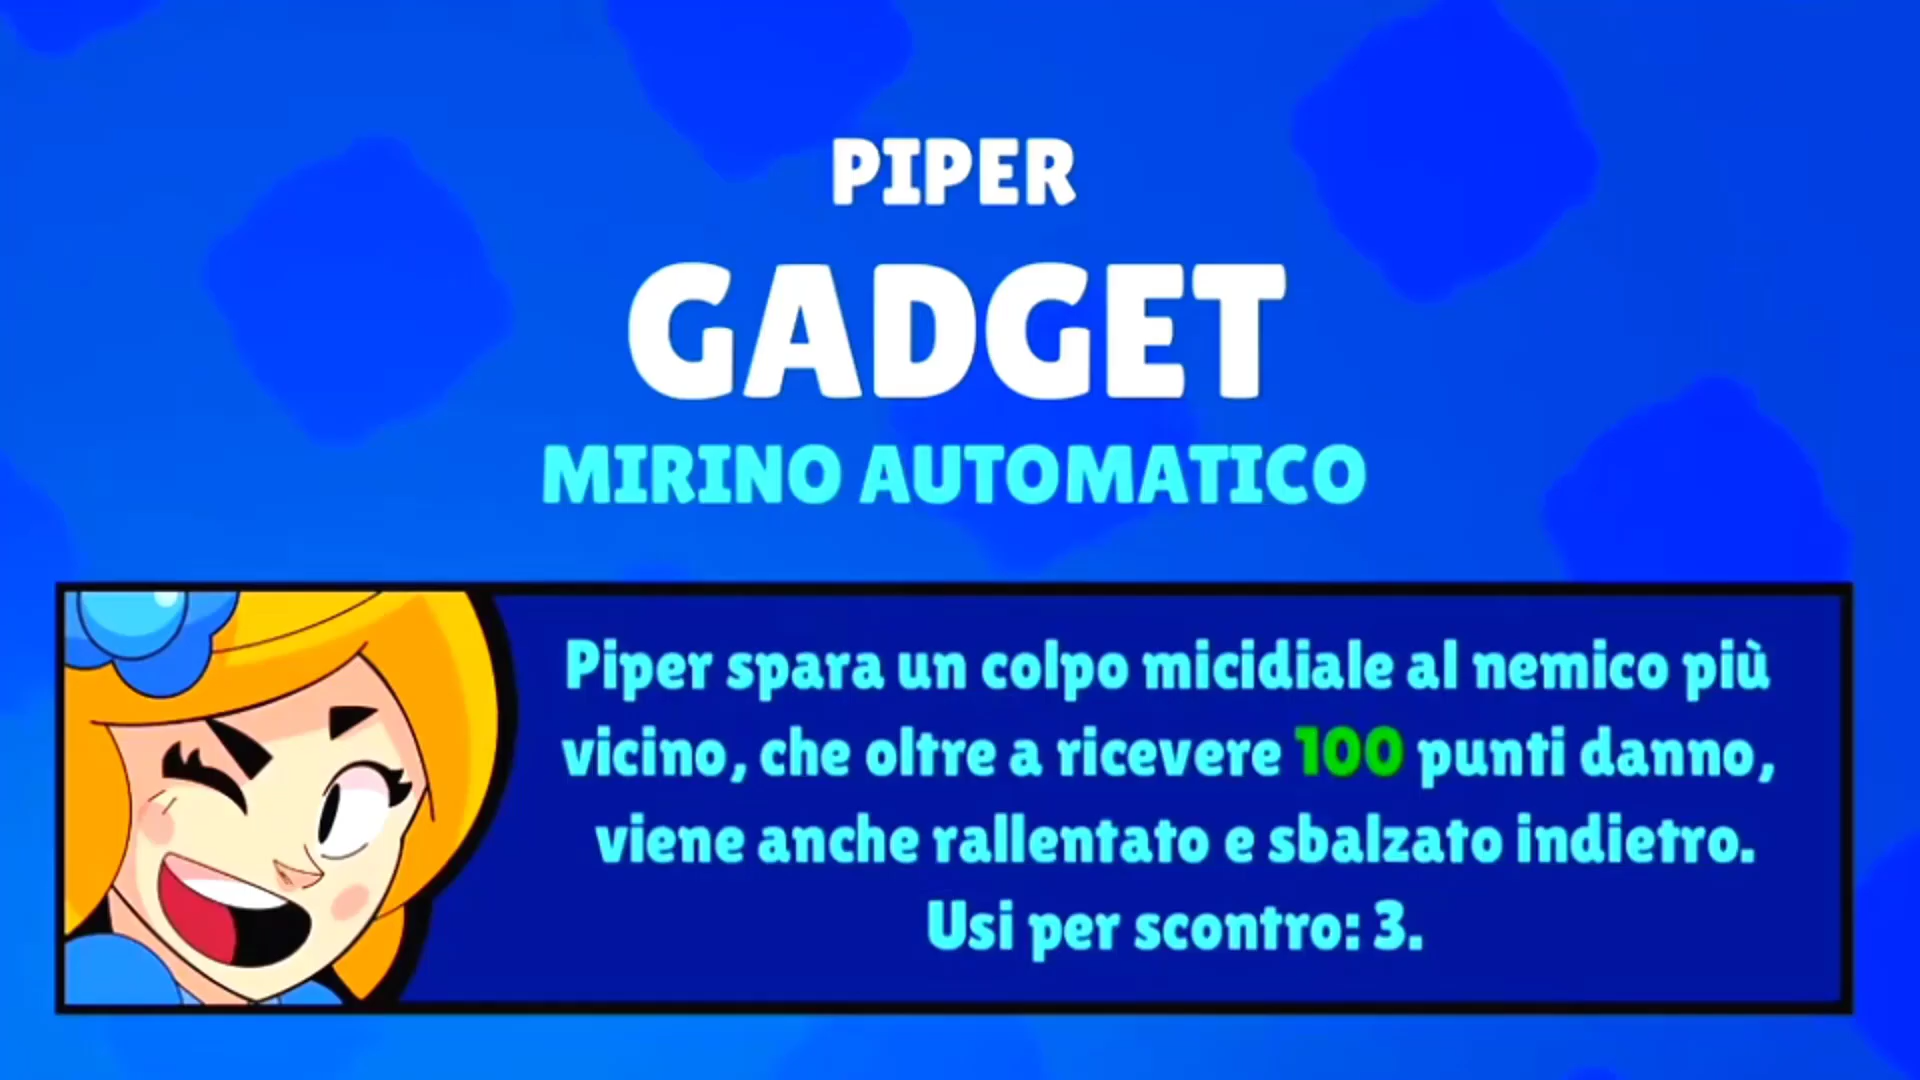 PIPER
GADGET
MIRINO AUTOMATICO
Piper spara un colpo micidiale al nemico più
vicino, che oltre a ricevere 100 punti danno,
viene anche rallentato e sbalzato indietro.
Usi per scontro: 3.